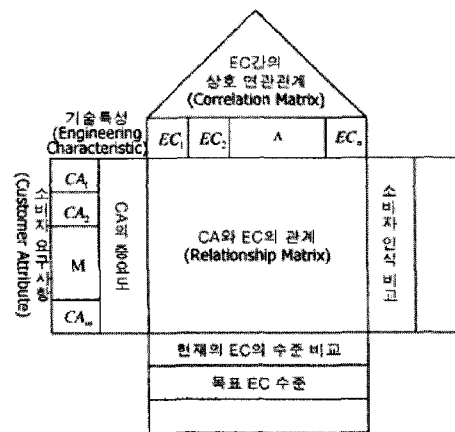 EC간의
상호 연관관계
(Correlation Matrix)
기술특성
(Engineering
Characteristic)
EC₁ EC₂ Λ ECₙ
소비자 요구사항
(Customer Attribute)
CA₁
CA₂
M
CAₘ
CA의 중요도
CA와 EC의 관계
(Relationship Matrix)
소비자 인식 비교
현재의 EC의 수준 비교
목표 EC 수준